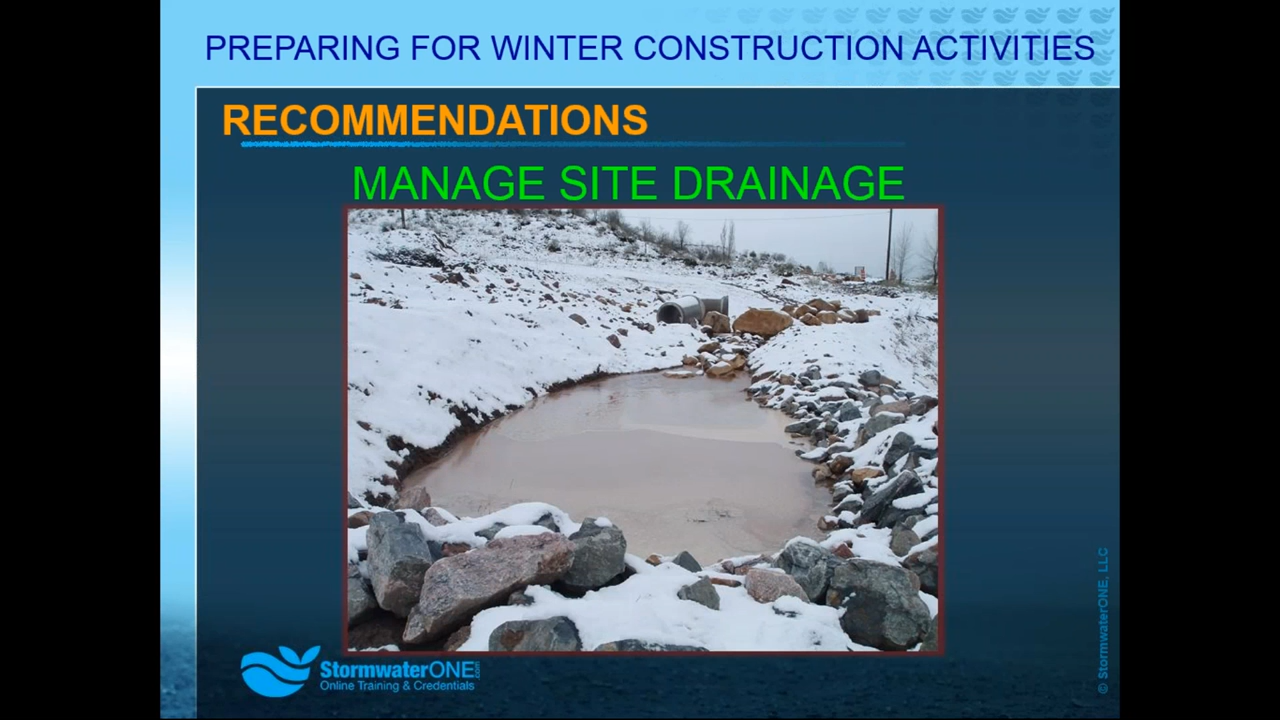 PREPARING FOR WINTER CONSTRUCTION ACTIVITIES
RECOMMENDATIONS
MANAGE SITE DRAINAGE
StormwaterONE.com
Online Training & Credentials
© StormwaterONE, LLC